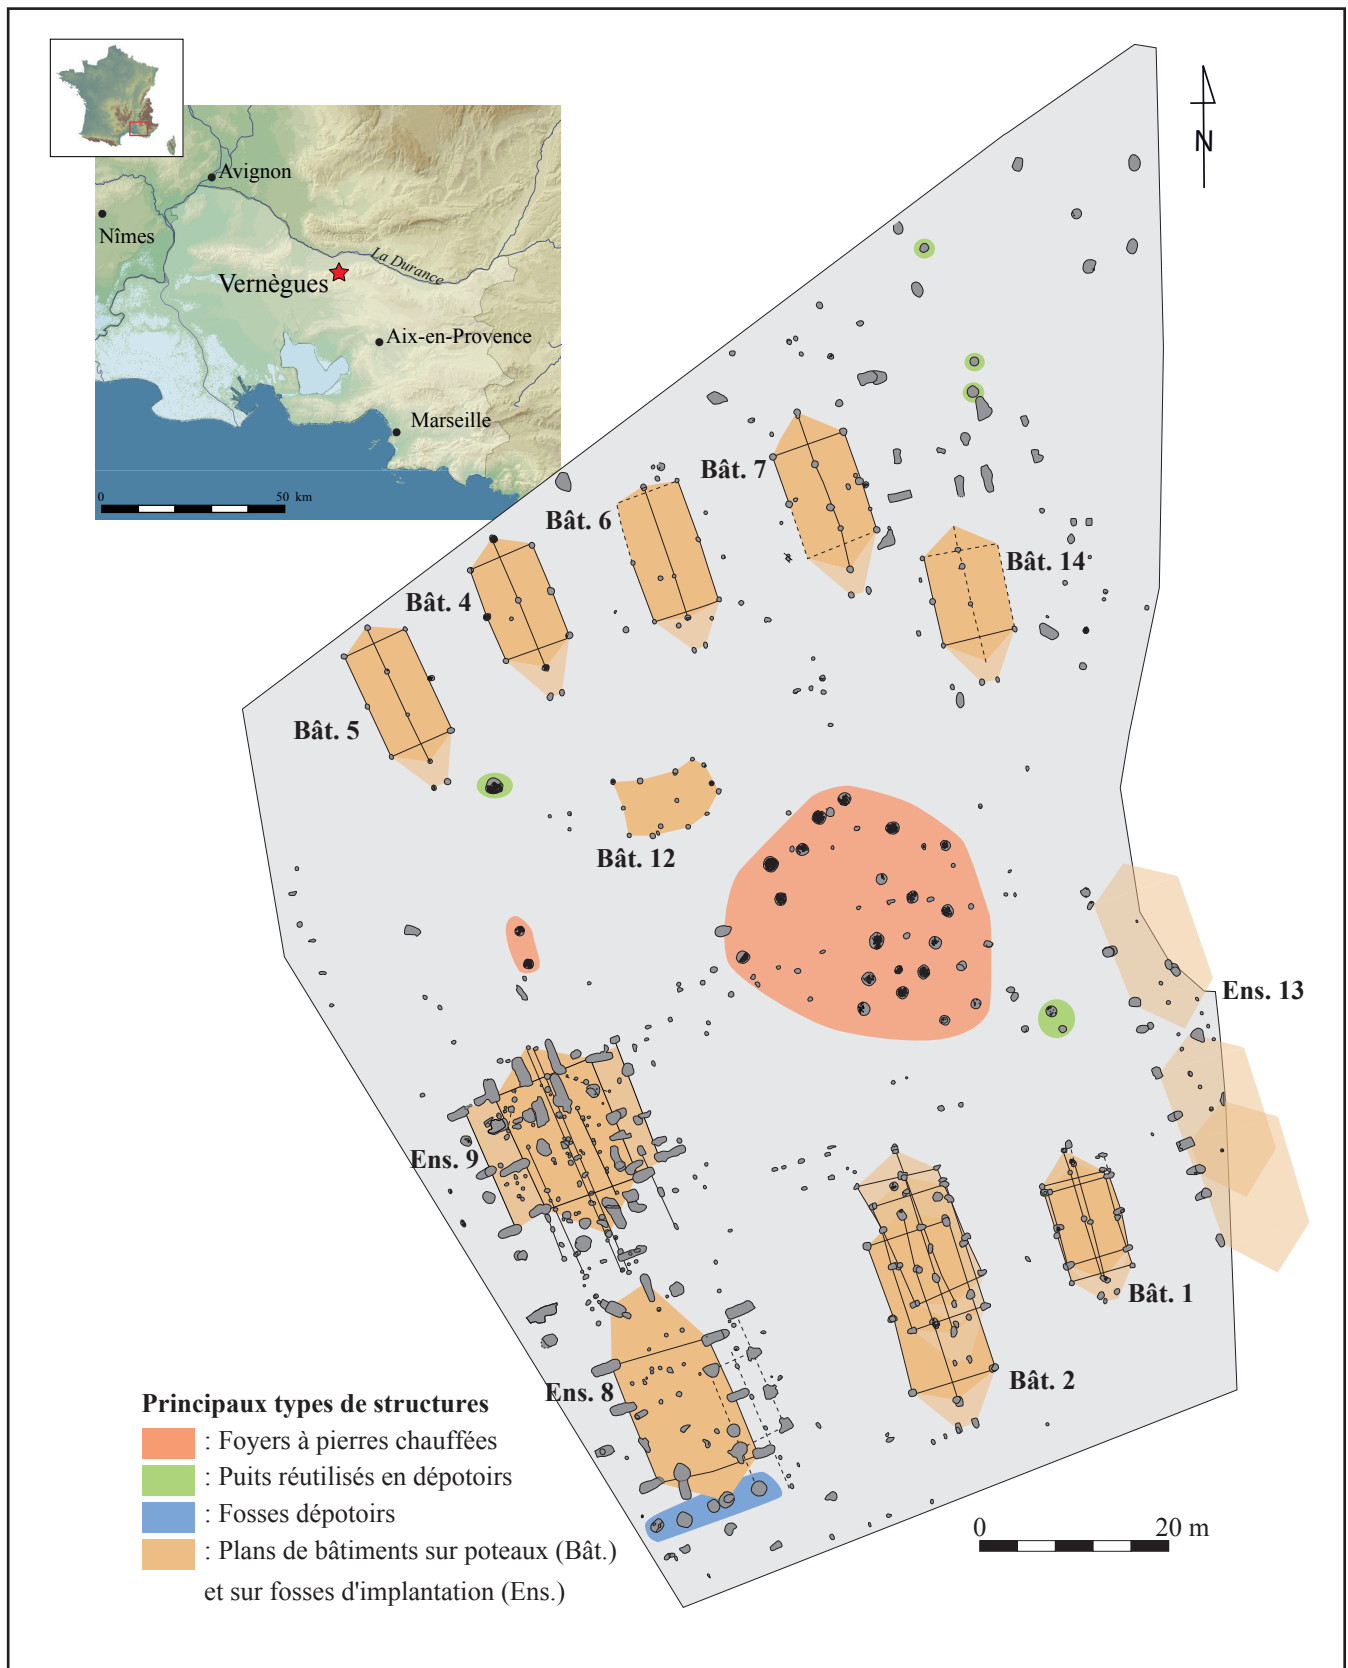 Avignon
Nîmes
La Durance
Vernègues
Aix-en-Provence
Marseille
0 50 km
N
Bât. 7
Bât. 6
Bât. 14
Bât. 4
Bât. 5
Bât. 12
Ens. 13
Ens. 9
Bât. 1
Bât. 2
Ens. 8
Principaux types de structures
: Foyers à pierres chauffées
: Puits réutilisés en dépotoirs
: Fosses dépotoirs
: Plans de bâtiments sur poteaux (Bât.)
et sur fosses d'implantation (Ens.)
0 20 m